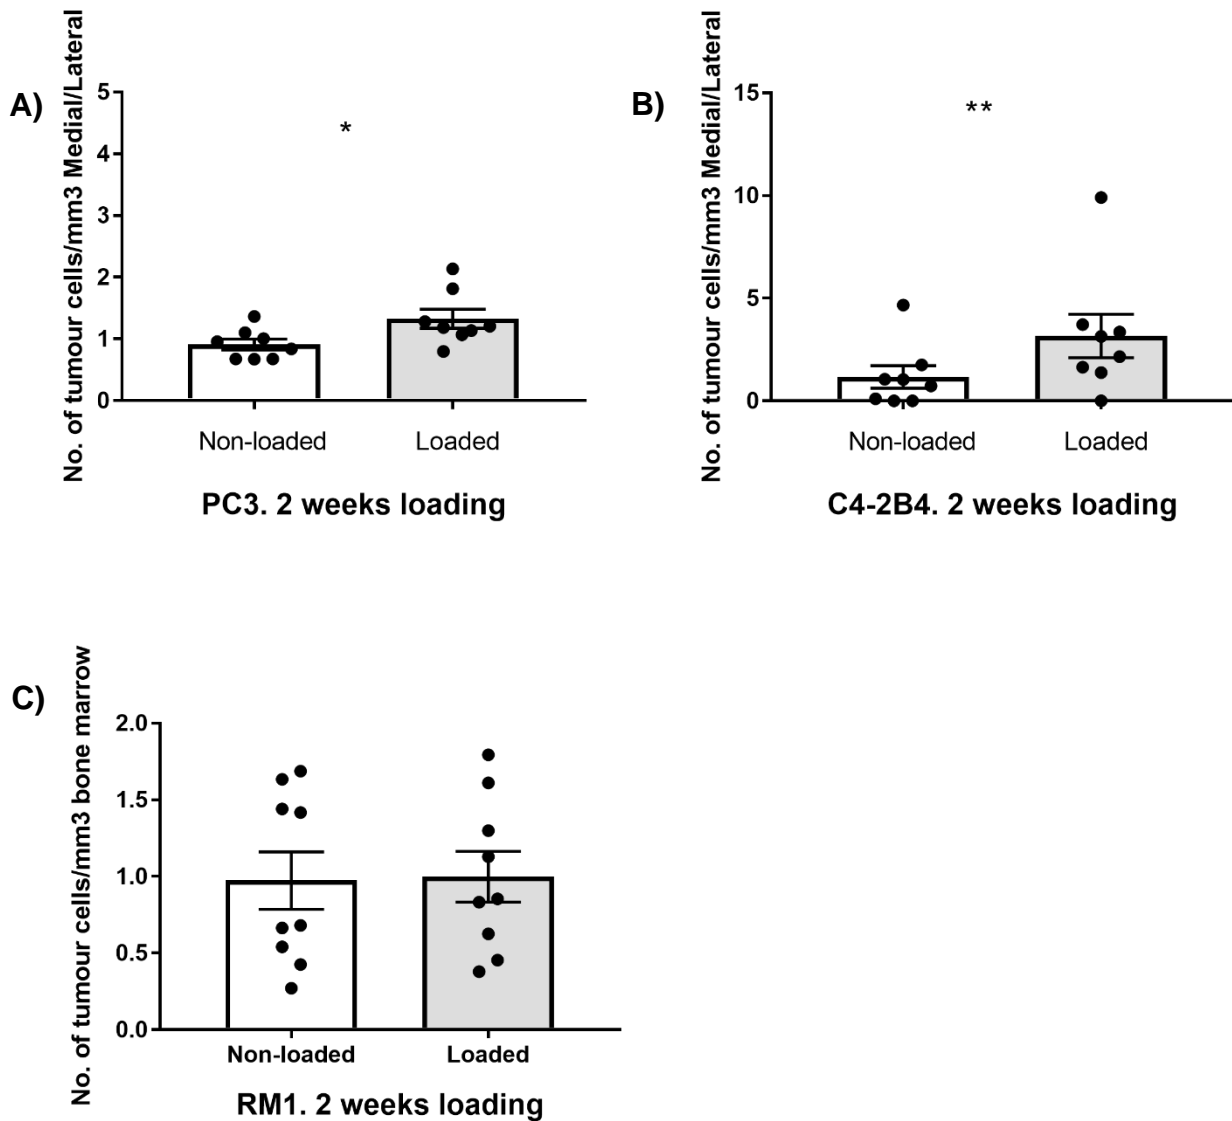 A)
No. of tumour cells/mm3 Medial/Lateral
5
4
3
2
1
0
*
Non-loaded
Loaded
PC3. 2 weeks loading
B)
No. of tumour cells/mm3 Medial/Lateral
15
10
5
0
**
Non-loaded
Loaded
C4-2B4. 2 weeks loading
C)
No. of tumour cells/mm3 bone marrow
2.0
1.5
1.0
0.5
0.0
Non-loaded
Loaded
RM1. 2 weeks loading